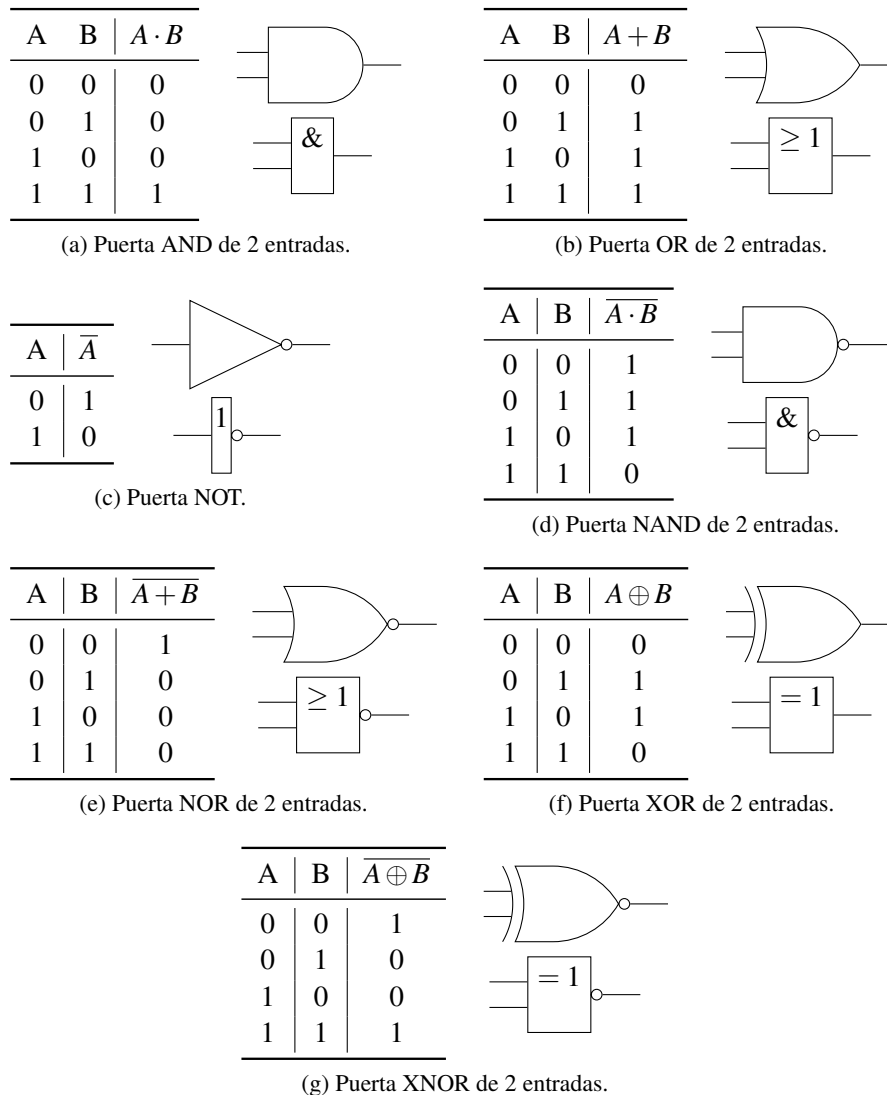 A B A · B
0 0 0
0 1 0
1 0 0
1 1 1
&
(a) Puerta AND de 2 entradas.
A B A + B
0 0 0
0 1 1
1 0 1
1 1 1
≥ 1
(b) Puerta OR de 2 entradas.
A A̅
0 1
1 0
1
(c) Puerta NOT.
A B \overline{A · B}
0 0 1
0 1 1
1 0 1
1 1 0
&
(d) Puerta NAND de 2 entradas.
A B \overline{A + B}
0 0 1
0 1 0
1 0 0
1 1 0
≥ 1
(e) Puerta NOR de 2 entradas.
A B A ⊕ B
0 0 0
0 1 1
1 0 1
1 1 0
= 1
(f) Puerta XOR de 2 entradas.
A B \overline{A ⊕ B}
0 0 1
0 1 0
1 0 0
1 1 1
= 1
(g) Puerta XNOR de 2 entradas.